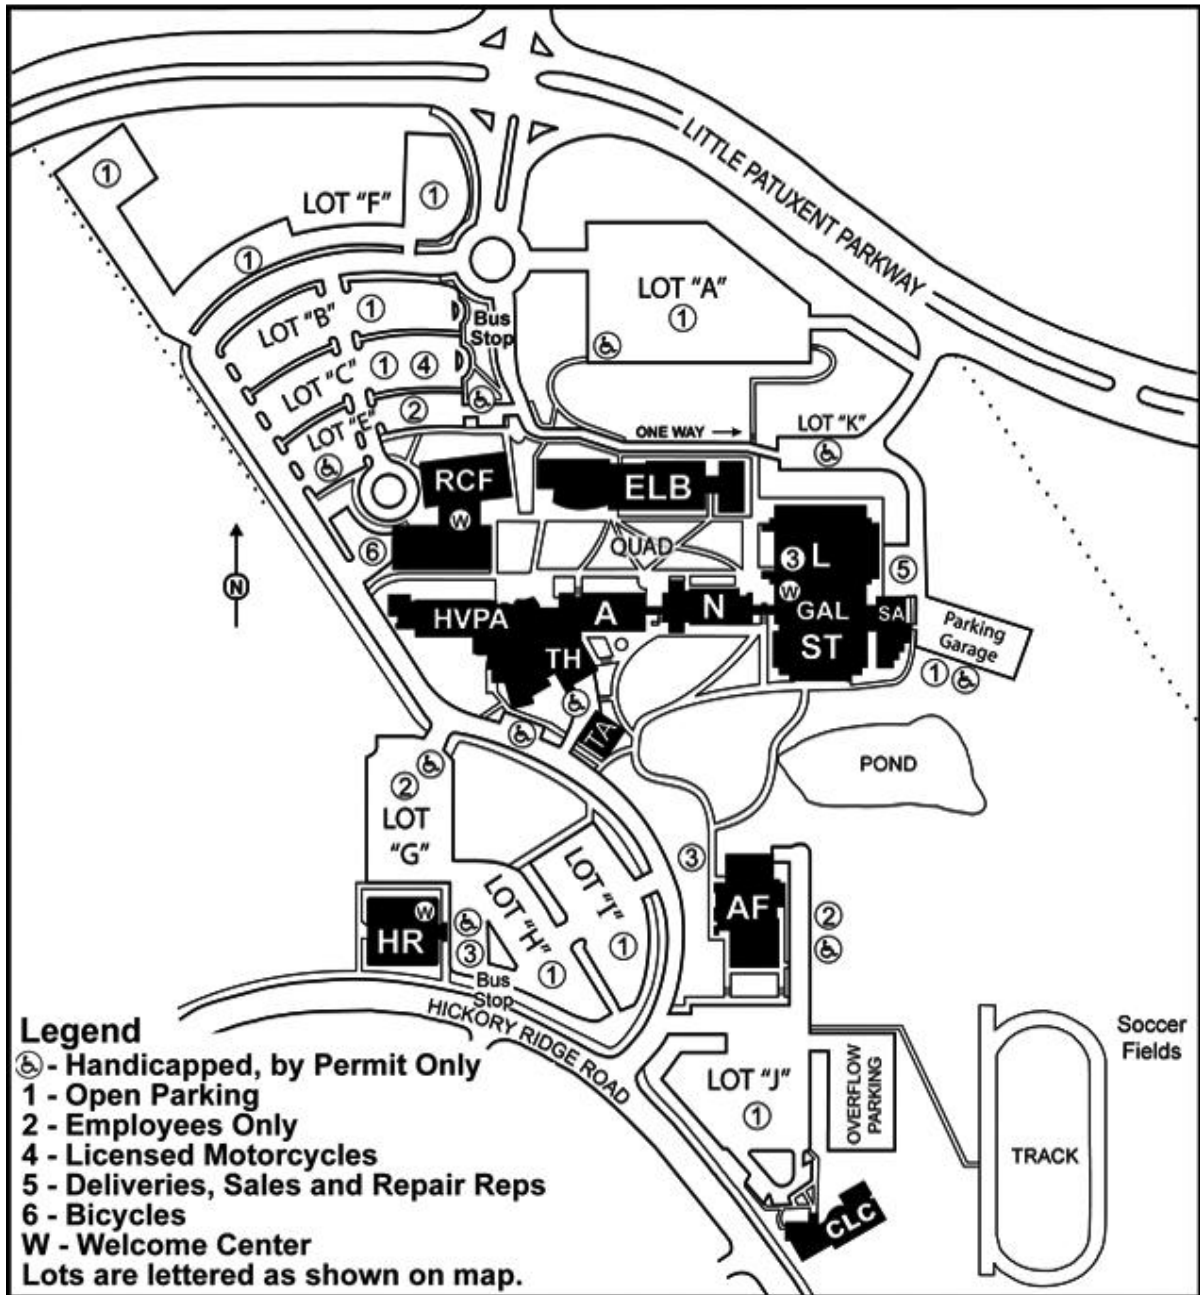 LITTLE PATUXENT PARKWAY
1
LOT "F"
1
1
LOT "A"
1
LOT "B"
1
Bus
Stop
LOT "C"
1 4
LOT "E"
2
ONE WAY
LOT "K"
RCF
W
ELB
QUAD
6
3 L
W
5
N
HVPA
A
N
GAL
SA
ST
TH
Parking
Garage
1
TA
POND
2
LOT
"G"
3
LOT "I"
1
LOT "H"
1
AF
2
W
HR
3
Bus
Stop
HICKORY RIDGE ROAD
LOT "J"
1
OVERFLOW
PARKING
Soccer
Fields
TRACK
CLC
Legend
- Handicapped, by Permit Only
1 - Open Parking
2 - Employees Only
4 - Licensed Motorcycles
5 - Deliveries, Sales and Repair Reps
6 - Bicycles
W - Welcome Center
Lots are lettered as shown on map.